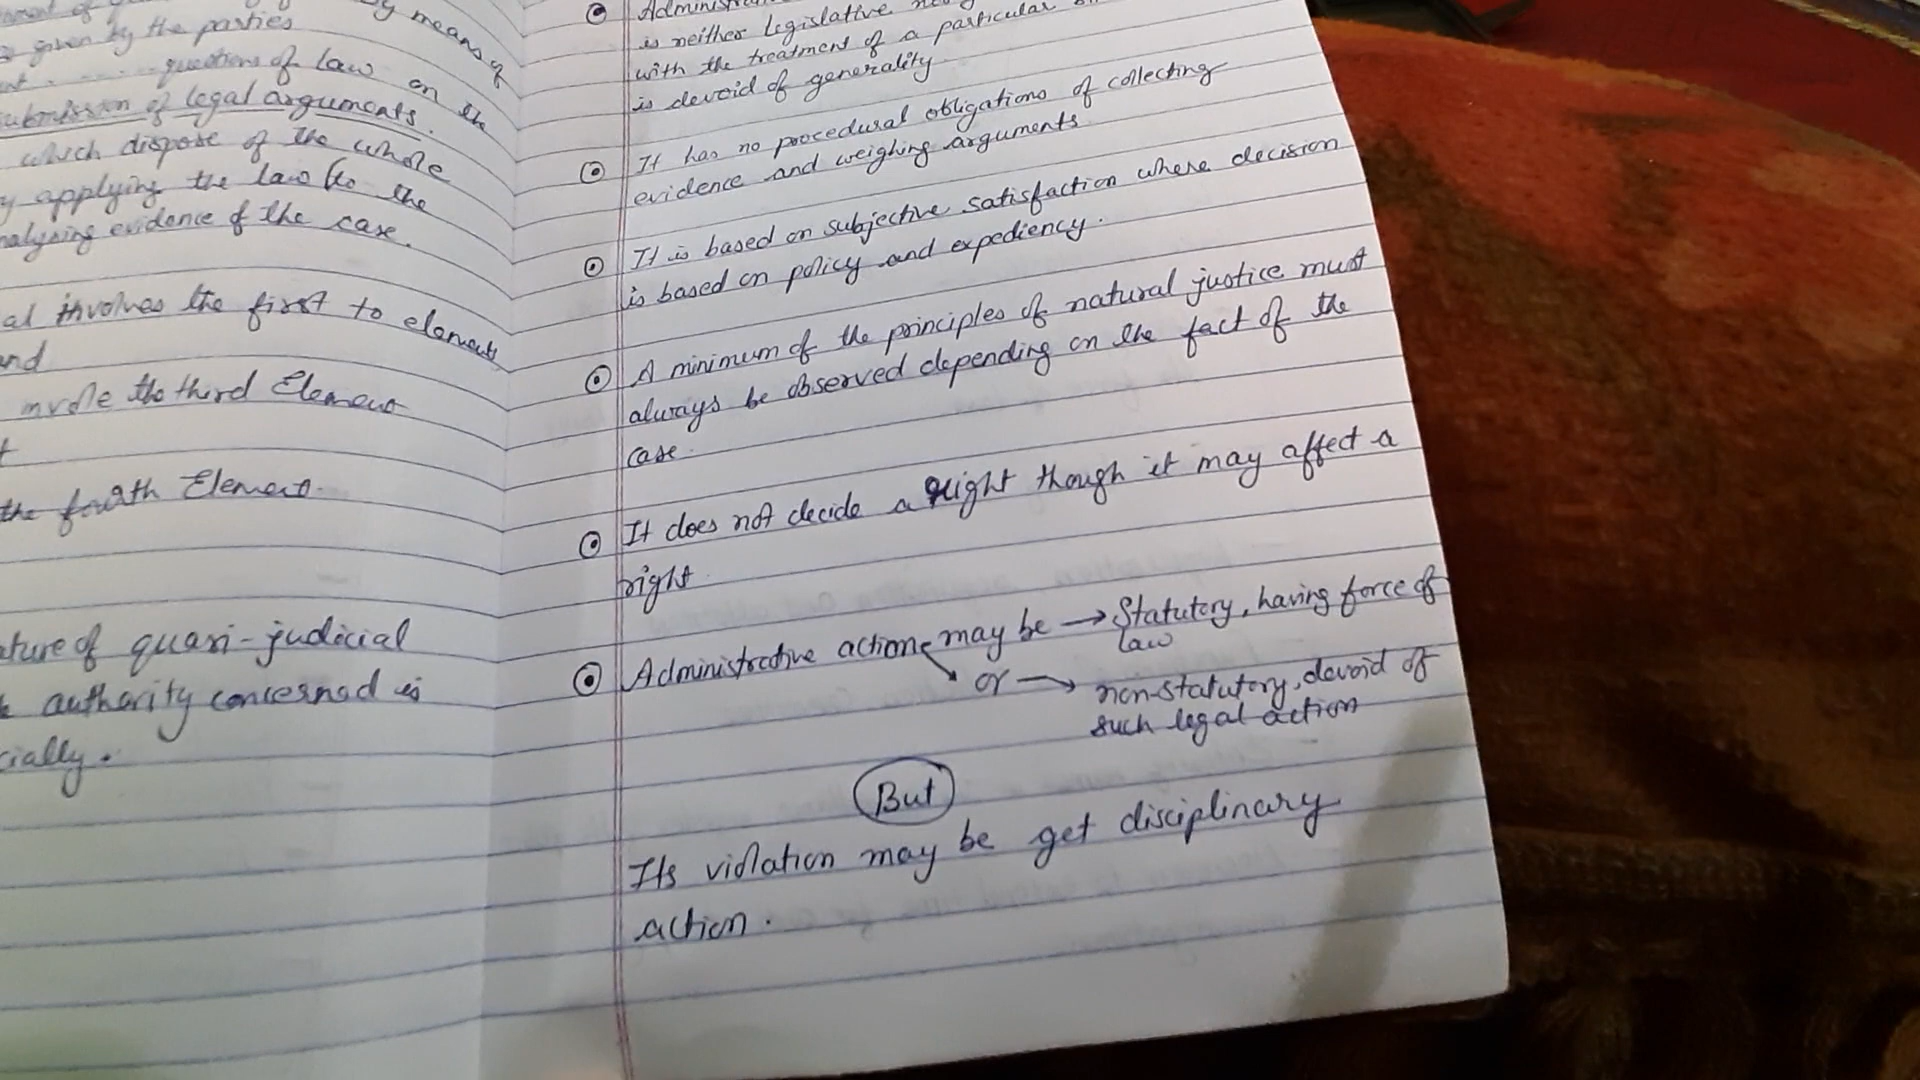 by means of
given by the parties
questions of law on the
submission of legal arguments.
which dispose of the whole
applying the law to the
analysing evidence of the case.
involves the first to elements
and
the third Element
the fourth Element.
of quasi-judicial
authority concerned is
cially.
is neither legislative
with the treatment of a particular
is devoid of generality
It has no procedural obligations of collecting
evidence and weighing arguments
It is based on subjective satisfaction where decision
is based on policy and expediency.
A minimum of the principles of natural justice must
always be observed depending on the fact of the
case.
It does not decide a right though it may affect a
right
Administrative action may be → Statutory, having force of
law
or → non-statutory, devoid of
such legal action
But
Its violation may be get disciplinary
action.